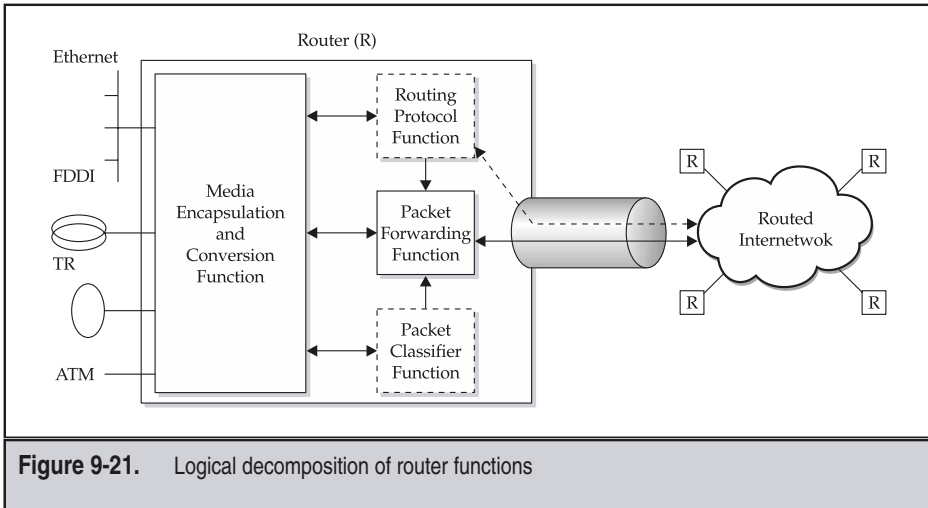 Router (R)
Ethernet
FDDI
TR
ATM
Media
Encapsulation
and
Conversion
Function
Routing
Protocol
Function
Packet
Forwarding
Function
Packet
Classifier
Function
R
R
Routed
Internetwok
R
R
Figure 9-21. Logical decomposition of router functions